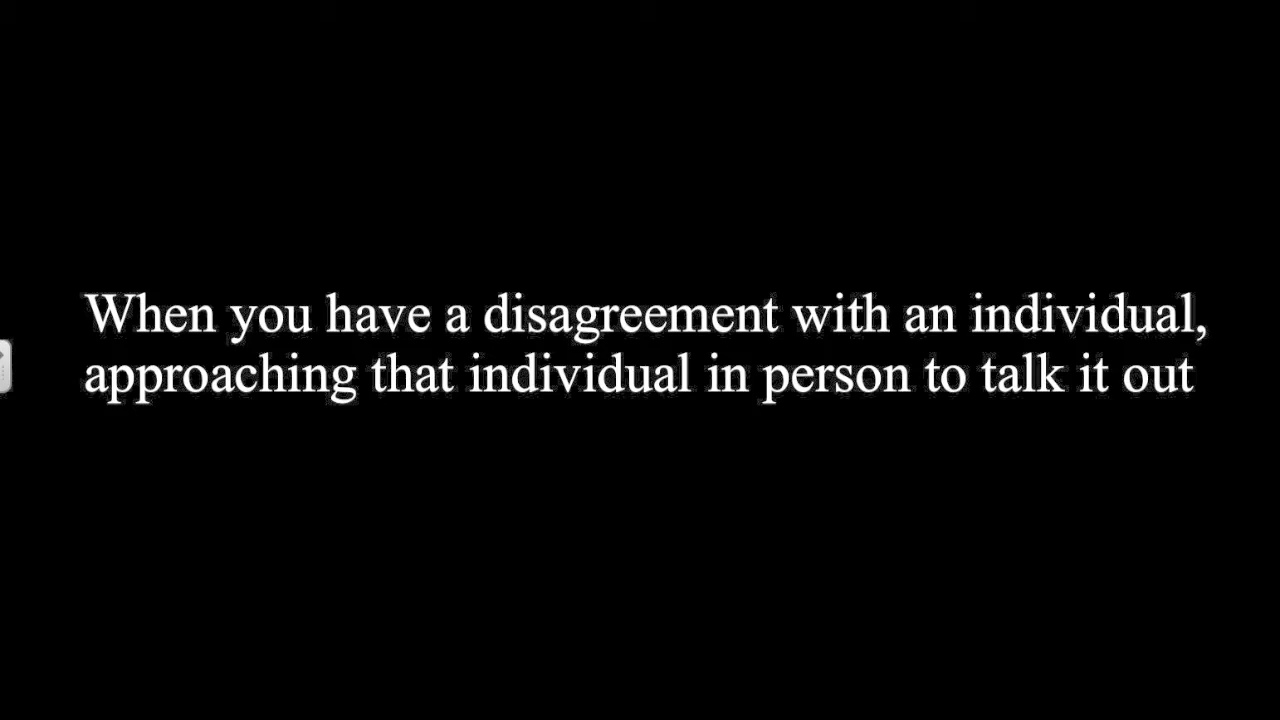 When you have a disagreement with an individual,
approaching that individual in person to talk it out